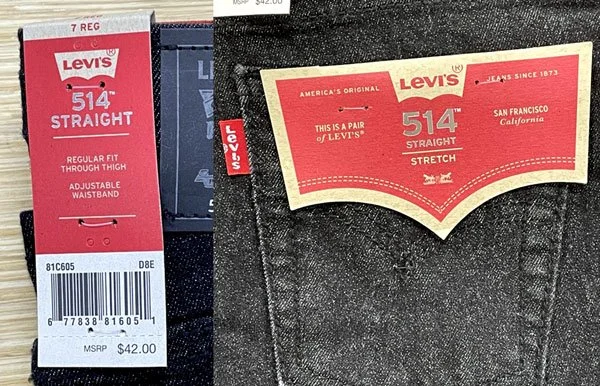 7 REG
LEVI'S®
514™
STRAIGHT
REGULAR FIT
THROUGH THIGH
ADJUSTABLE
WAISTBAND
81C605 D8E
6 77838 81605 1
MSRP $42.00
MSRP $42.00
AMERICA'S ORIGINAL
LEVI'S®
JEANS SINCE 1873
THIS IS A PAIR
of LEVI'S®
514™
STRAIGHT
STRETCH
SAN FRANCISCO
California
LEVI'S